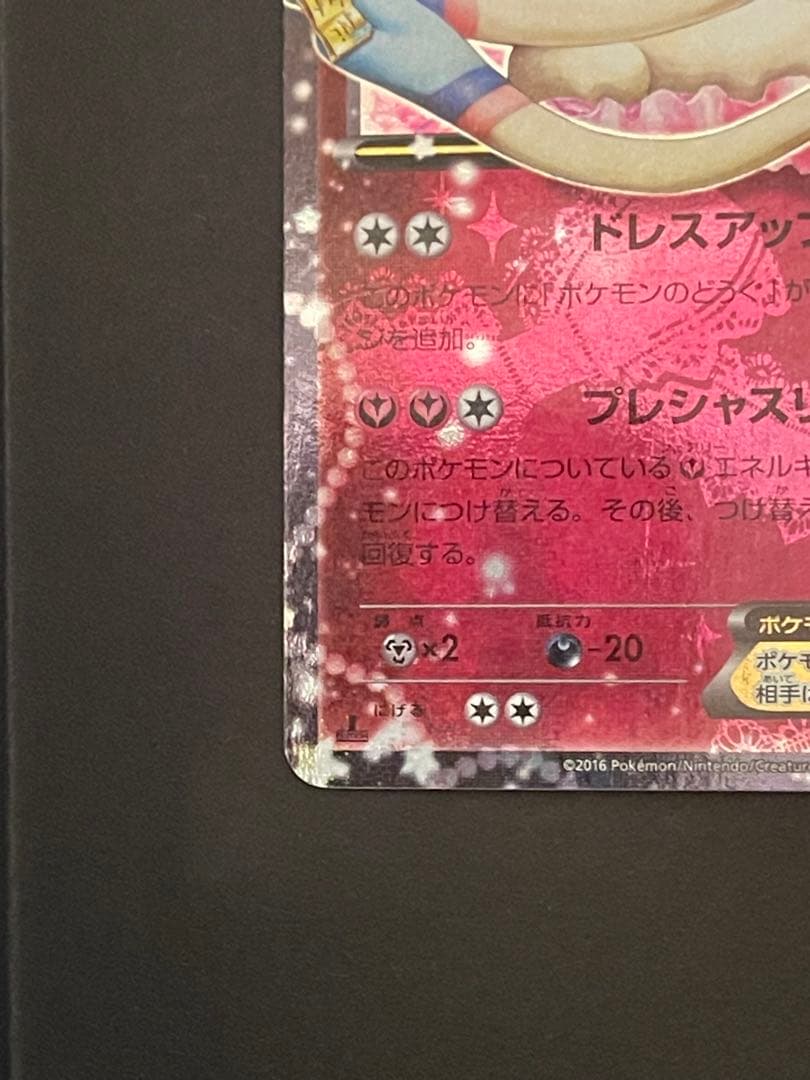 ドレスアップ
このポケモンに『ポケモンのどうぐ』が
ジを追加。
プレシャスリ
このポケモンについているエネルギ
モンにつけ替える。その後、つけ替え
回復する。
弱点
抵抗力
×2
-20
ポケモ
ポケモ
相手に
にげる
©2016 Pokémon/Nintendo/Creature